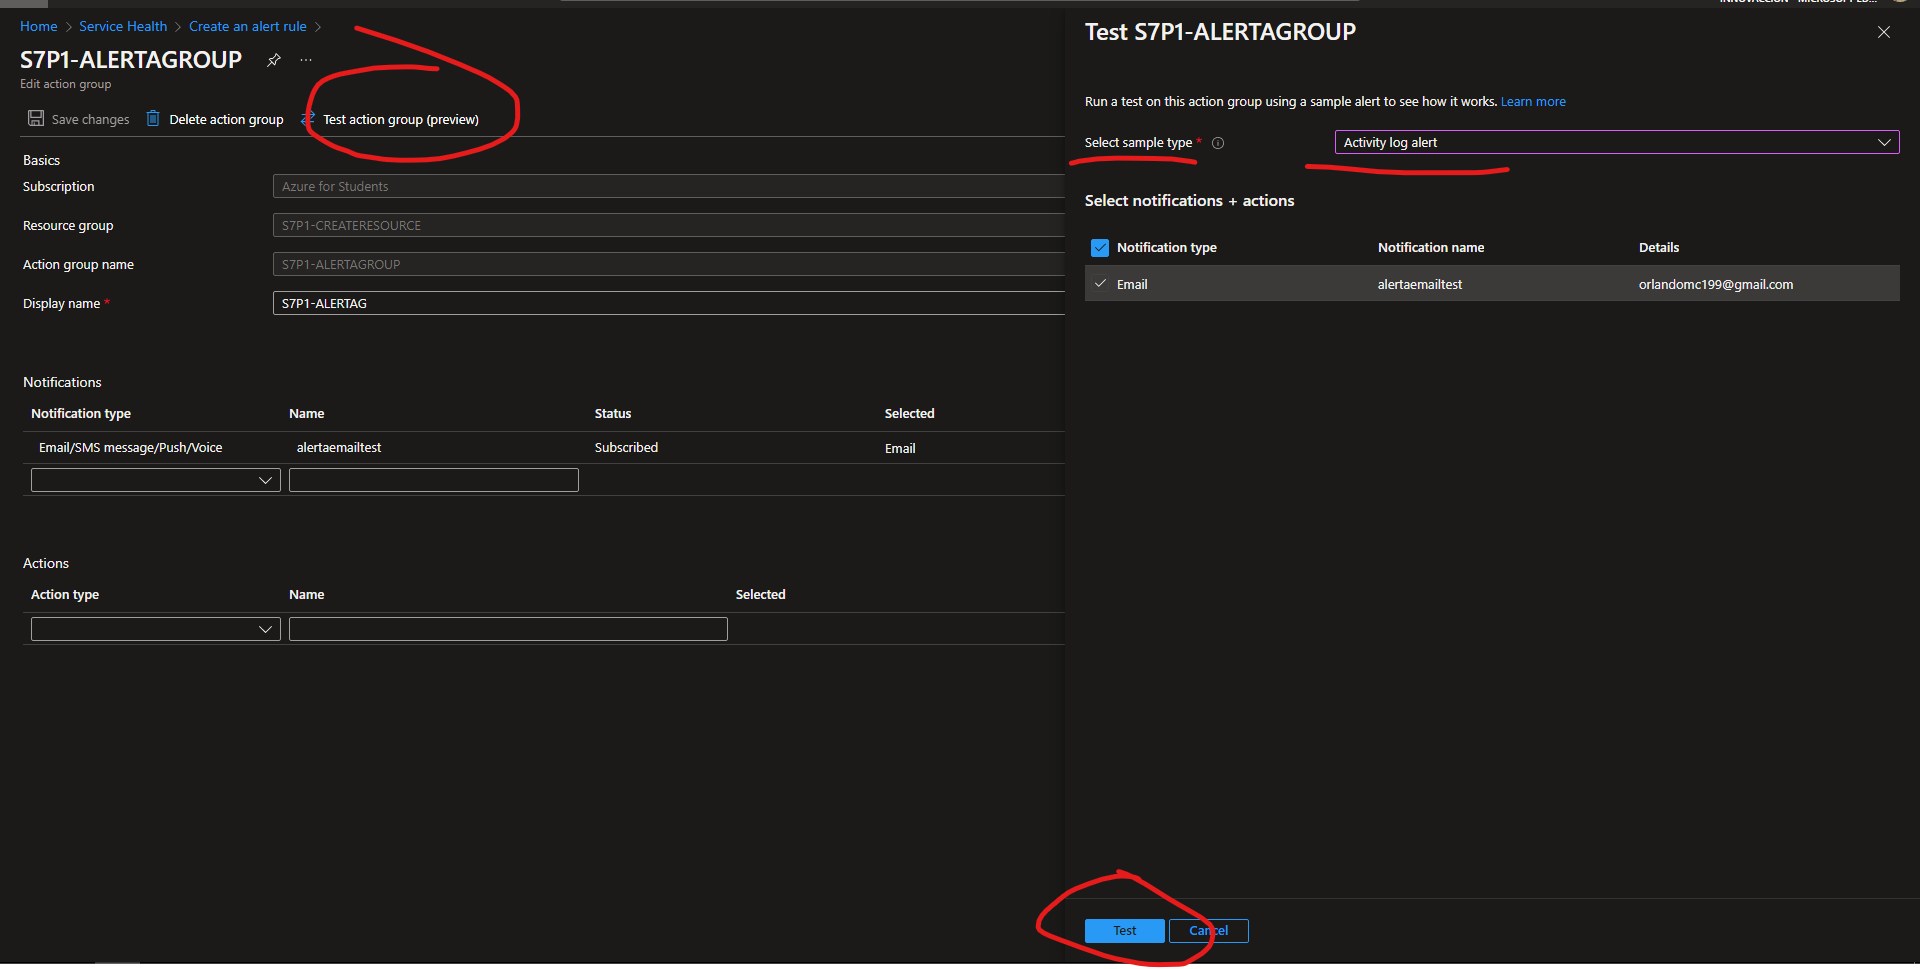 Home > Service Health > Create an alert rule >
S7P1-ALERTAGROUP
Edit action group
Save changes Delete action group Test action group (preview)
Basics
Subscription Azure for Students
Resource group S7P1-CREATERESOURCE
Action group name S7P1-ALERTAGROUP
Display name * S7P1-ALERTAG
Notifications
Notification type Name Status Selected
Email/SMS message/Push/Voice alertaemailtest Subscribed Email
Actions
Action type Name Selected
Test S7P1-ALERTAGROUP
Run a test on this action group using a sample alert to see how it works. Learn more
Select sample type * Activity log alert
Select notifications + actions
Notification type Notification name Details
Email alertaemailtest orlandomc199@gmail.com
Test Cancel